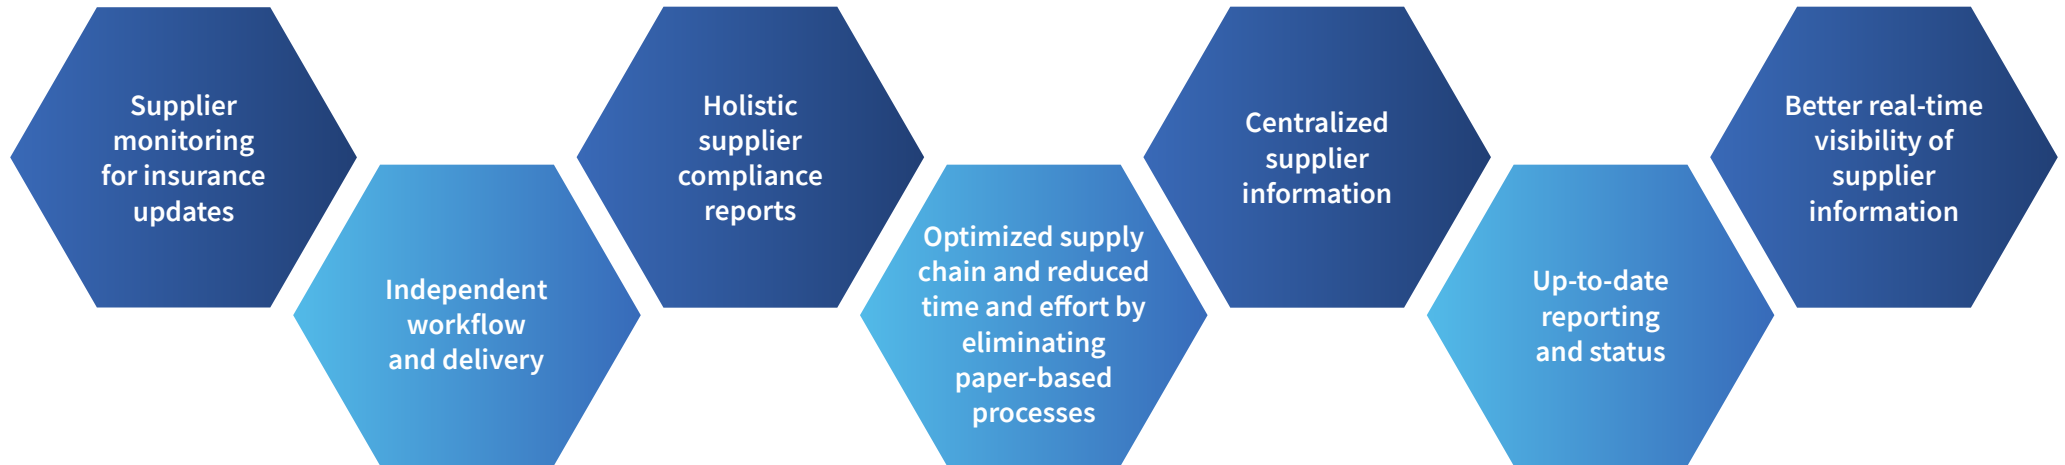 Supplier
monitoring
for insurance
updates
Independent
workflow
and delivery
Holistic
supplier
compliance
reports
Optimized supply
chain and reduced
time and effort by
eliminating
paper-based
processes
Centralized
supplier
information
Up-to-date
reporting
and status
Better real-time
visibility of
supplier
information